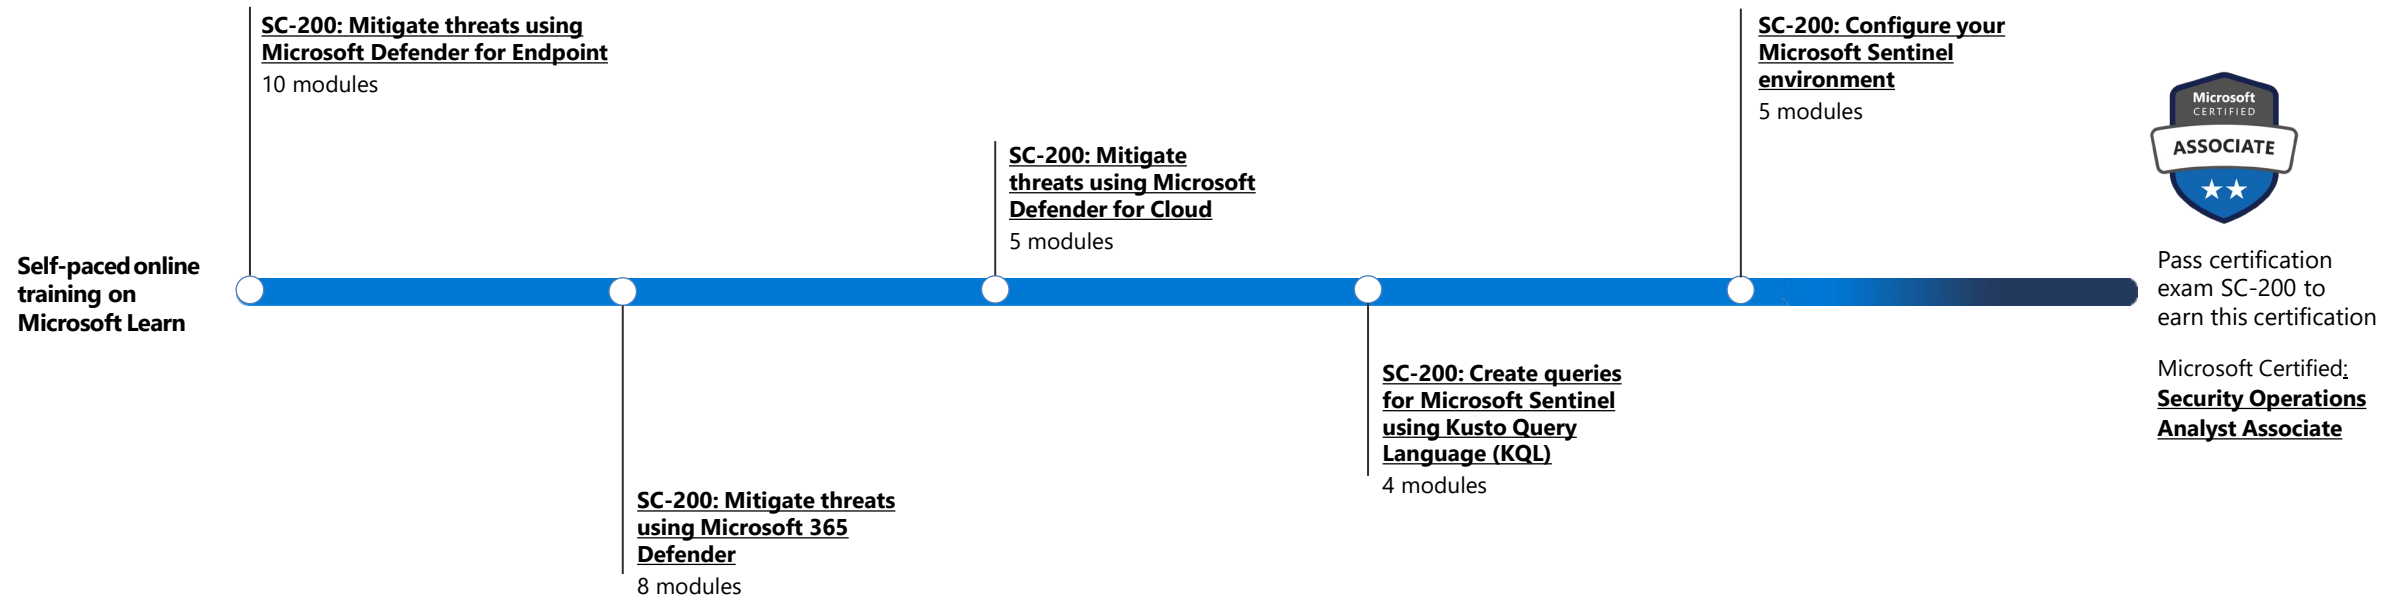 Self-paced online
training on
Microsoft Learn
SC-200: Mitigate threats using
Microsoft Defender for Endpoint
10 modules
SC-200: Mitigate threats
using Microsoft 365
Defender
8 modules
SC-200: Mitigate
threats using Microsoft
Defender for Cloud
5 modules
SC-200: Create queries
for Microsoft Sentinel
using Kusto Query
Language (KQL)
4 modules
SC-200: Configure your
Microsoft Sentinel
environment
5 modules
Microsoft
CERTIFIED
ASSOCIATE
Pass certification
exam SC-200 to
earn this certification
Microsoft Certified:
Security Operations
Analyst Associate